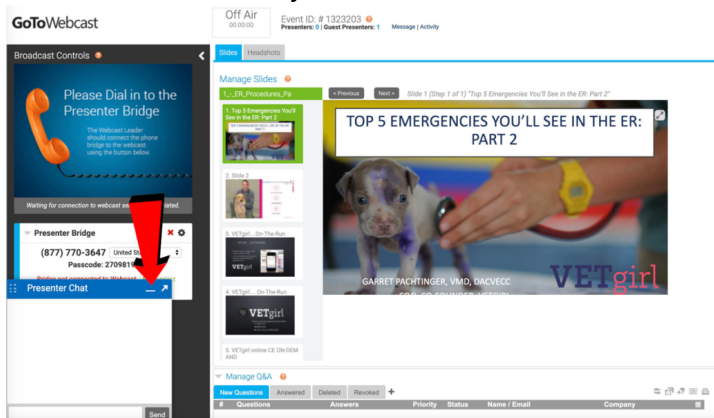 GoToWebcast
Off Air
00:00:00
Event ID: # 1323203
Presenters: 0 | Guest Presenters: 1
Message | Activity
Broadcast Controls
Please Dial in to the
Presenter Bridge
The Webcast Leader
should connect the phone
bridge to the webcast
using the button below.
Waiting for connection to webcast
Presenter Bridge
(877) 770-3647
United
Passcode: 2709819
Presenter Chat
Send
Slides
Headshots
Manage Slides
1_-_ER_Procedures_Pa
< Previous
Next >
Slide 1 (Step 1 of 1) "Top 5 Emergencies You'll See in the ER: Part 2"
1. Top 5 Emergencies You'll
See in the ER: Part 2
2. Slide 2
3. VETgirl... On-The-Run
VETgirl
4. VETgirl... On-The-Run
VETgirl
5. VETgirl online CE ON-DEM
AND
TOP 5 EMERGENCIES YOU'LL SEE IN THE ER:
PART 2
GARRET PACHTINGER, VMD, DACVECC
VETgirl
Manage Q&A
New Questions
Answered
Deleted
Revoked
+
# Questions Answers Priority Status Name / Email Company